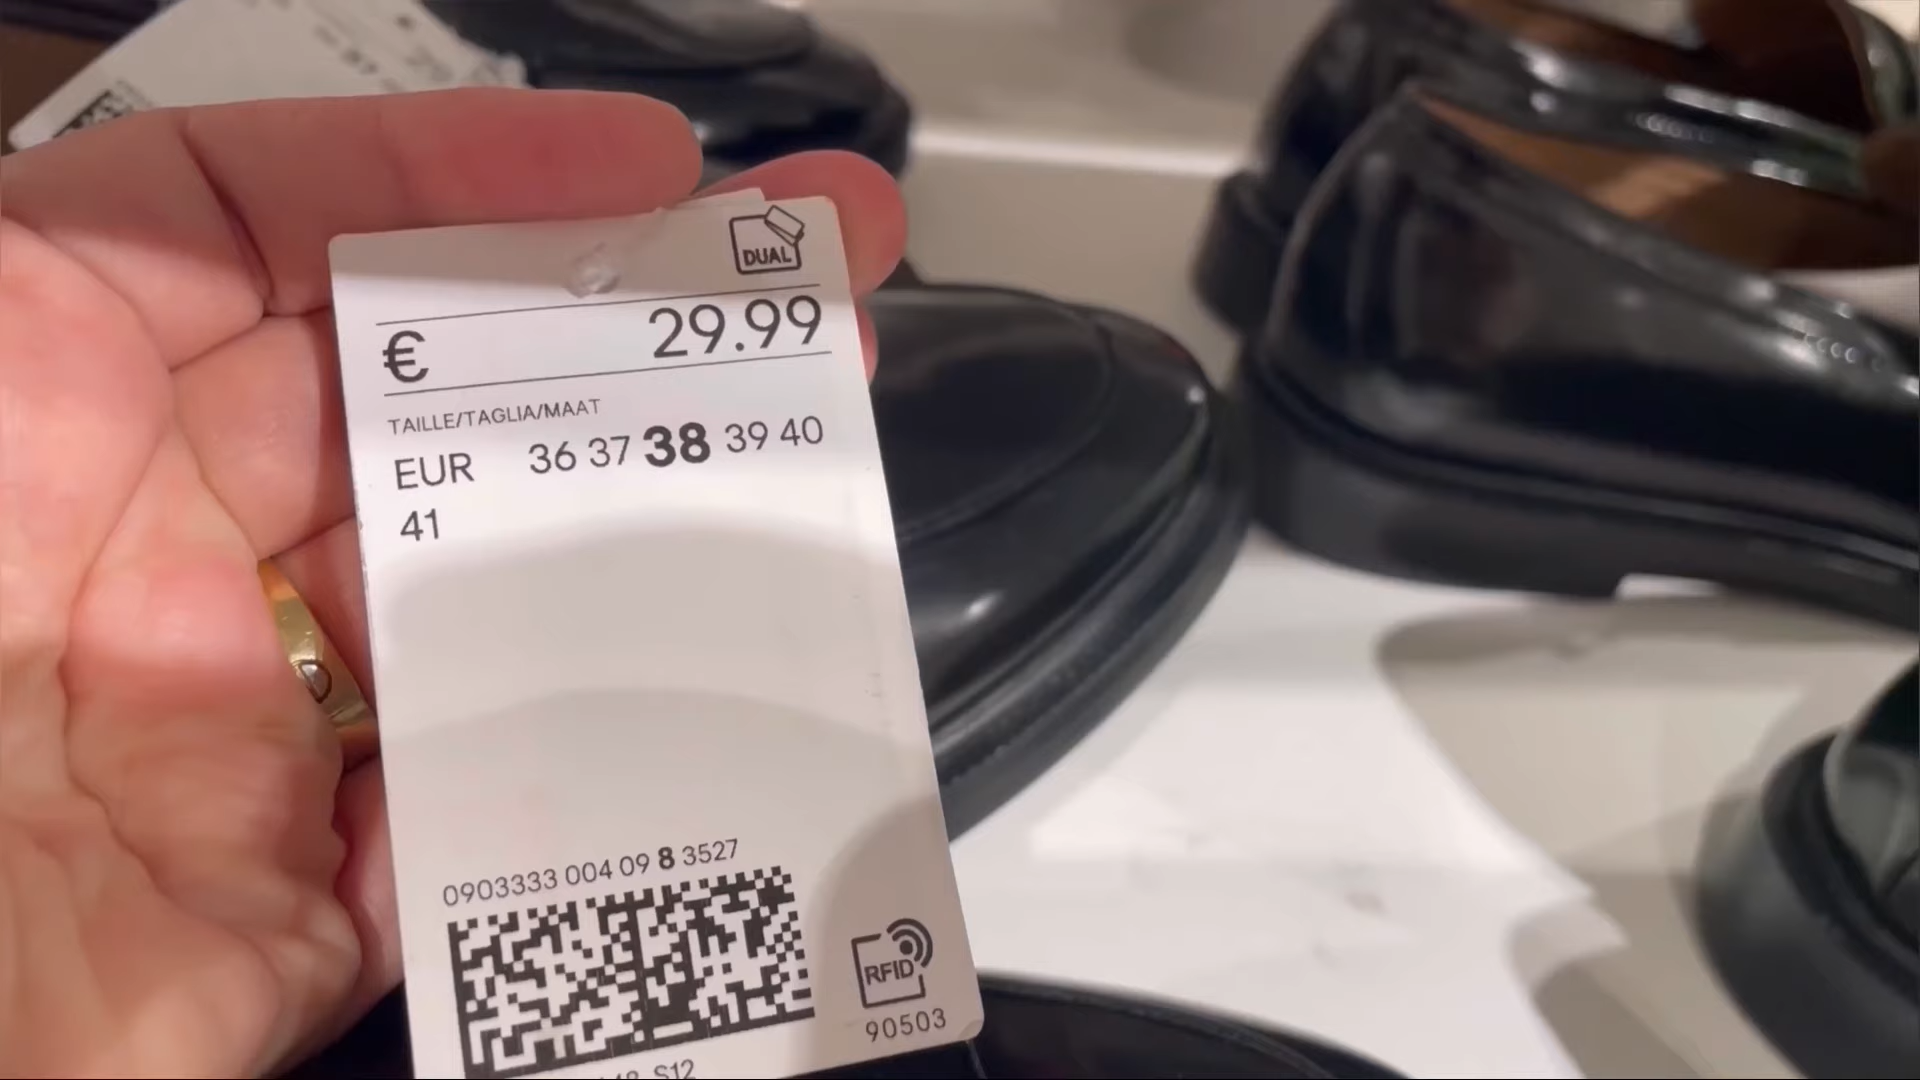 DUAL
€ 29.99
TAILLE/TAGLIA/MAAT
EUR 36 37 38 39 40
41
0903333 004 09 8 3527
RFID
90503
S12